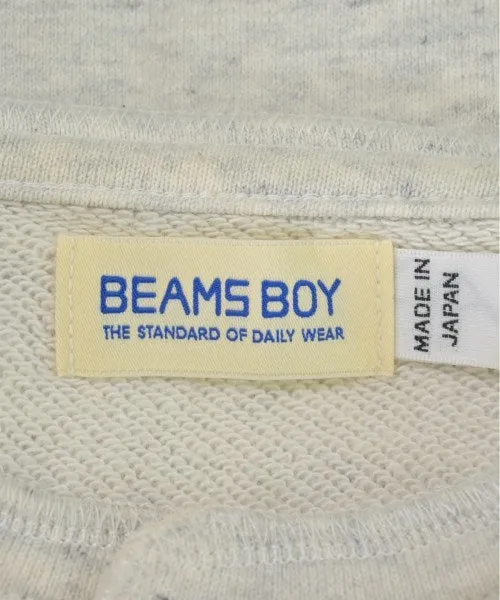 BEAMS BOY
THE STANDARD OF DAILY WEAR
MADE IN
JAPAN